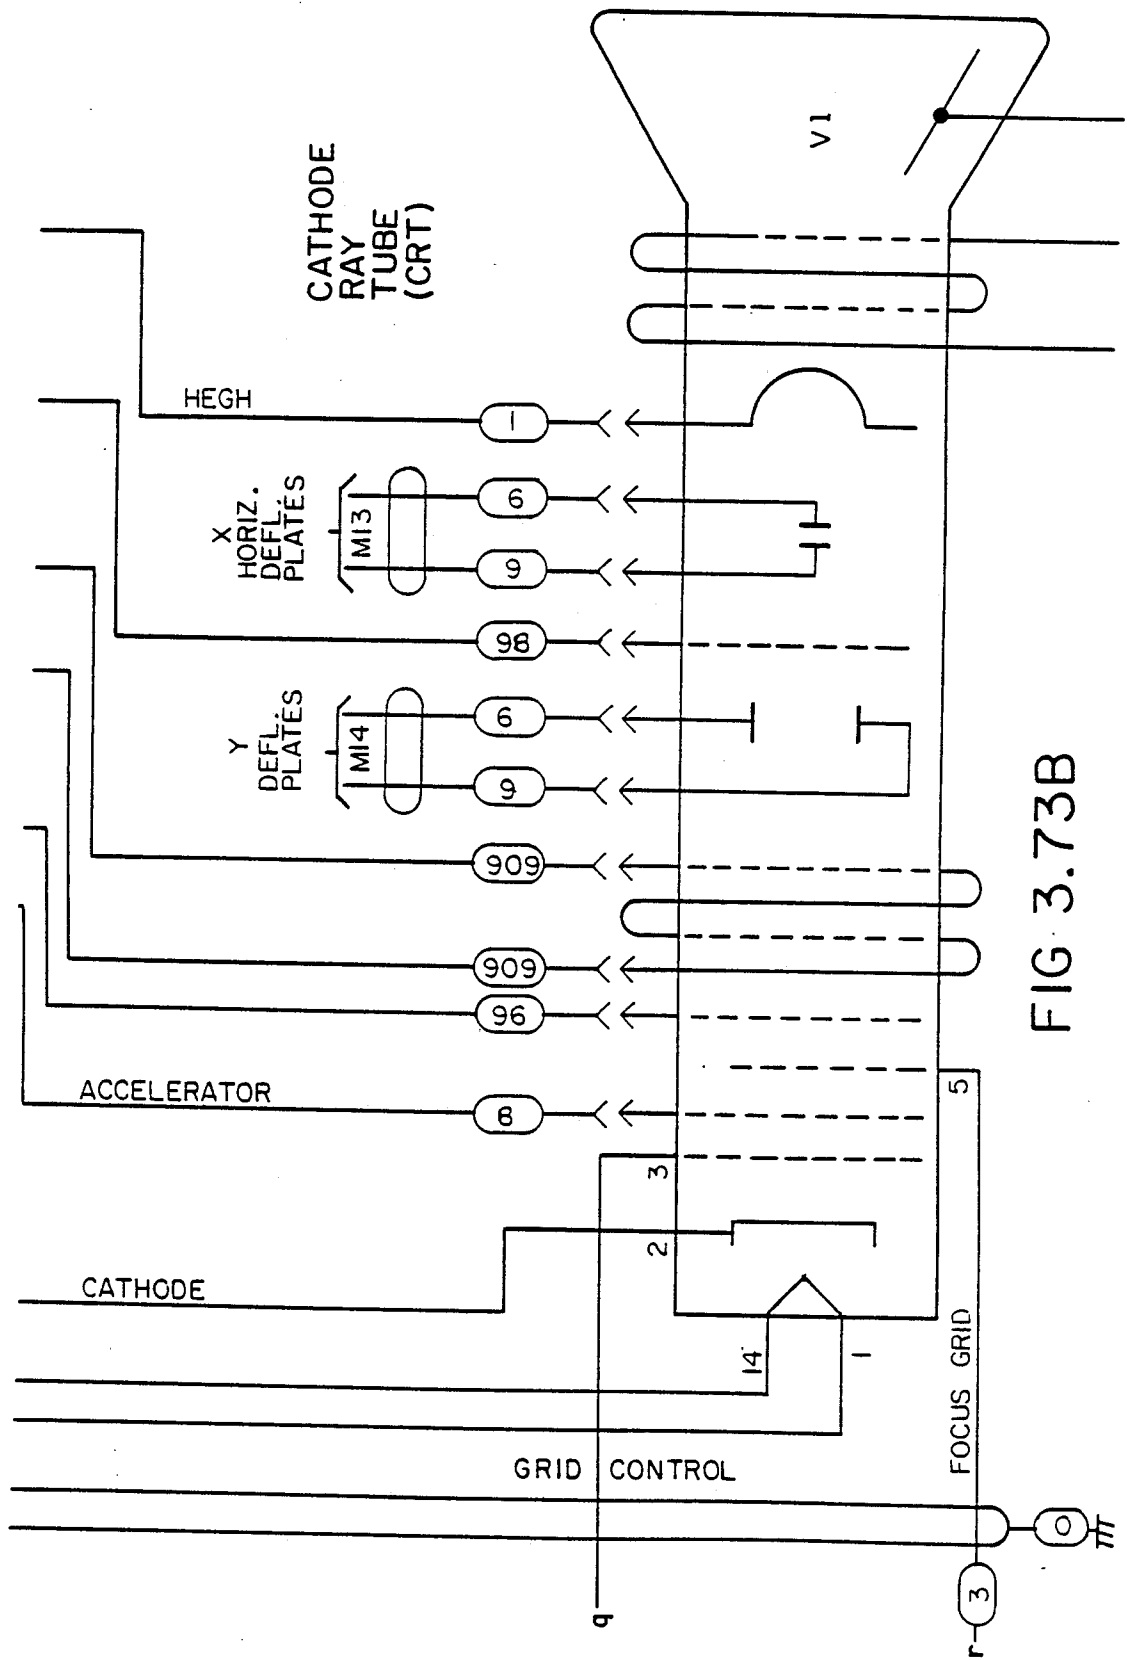 CATHODE
RAY
TUBE
(CRT)
V1
HEGH
1
X
HORIZ.
DEFL.
PLATES
M13
6
9
98
Y
DEFL.
PLATES
M14
6
9
909
909
96
ACCELERATOR
8
5
3
2
CATHODE
14
1
FOCUS GRID
GRID CONTROL
0
3
q
r
FIG 3.73B